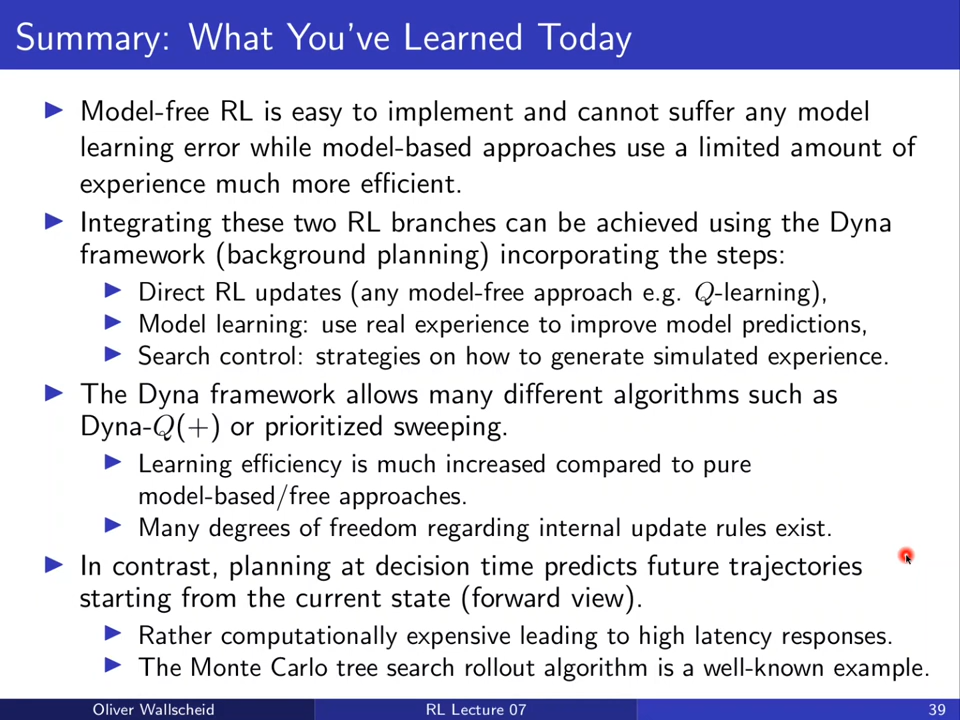 Summary: What You've Learned Today
Model-free RL is easy to implement and cannot suffer any model
learning error while model-based approaches use a limited amount of
experience much more efficient.
Integrating these two RL branches can be achieved using the Dyna
framework (background planning) incorporating the steps:
Direct RL updates (any model-free approach e.g. Q-learning),
Model learning: use real experience to improve model predictions,
Search control: strategies on how to generate simulated experience.
The Dyna framework allows many different algorithms such as
Dyna-Q(+) or prioritized sweeping.
Learning efficiency is much increased compared to pure
model-based/free approaches.
Many degrees of freedom regarding internal update rules exist.
In contrast, planning at decision time predicts future trajectories
starting from the current state (forward view).
Rather computationally expensive leading to high latency responses.
The Monte Carlo tree search rollout algorithm is a well-known example.
Oliver Wallscheid RL Lecture 07 39